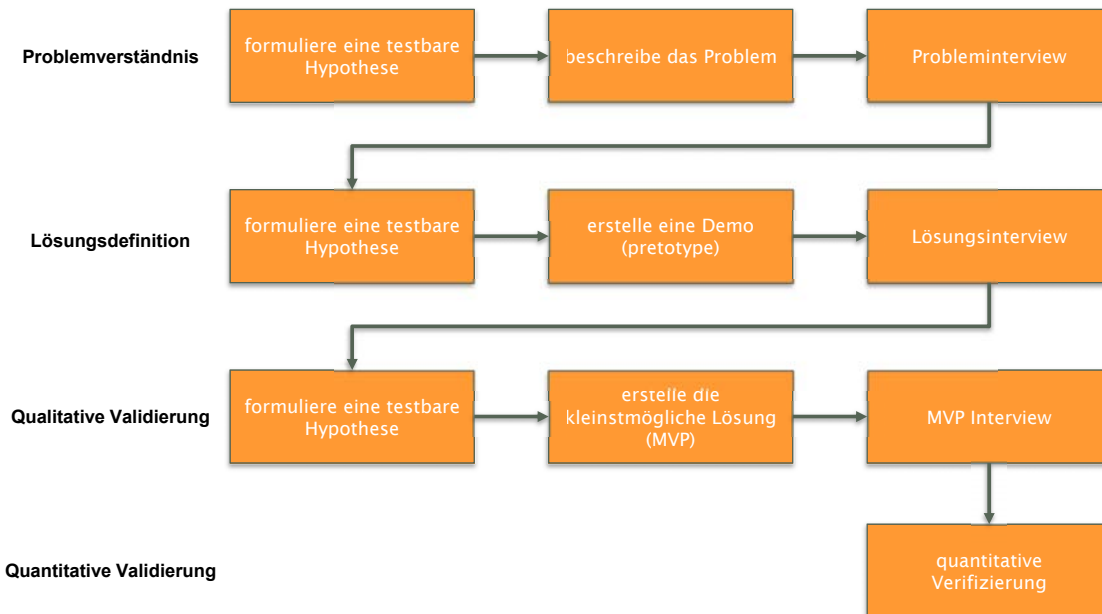 Problemverständnis
formuliere eine testbare
Hypothese
beschreibe das Problem
Probleminterview
Lösungsdefinition
formuliere eine testbare
Hypothese
erstelle eine Demo
(pretotype)
Lösungsinterview
Qualitative Validierung
formuliere eine testbare
Hypothese
erstelle die
kleinstmögliche Lösung
(MVP)
MVP Interview
Quantitative Validierung
quantitative
Verifizierung